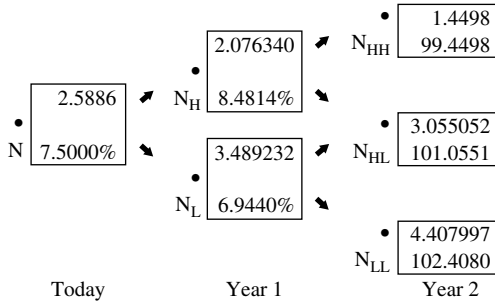 2.5886
7.5000%
N
2.076340
8.4814%
N_H
3.489232
6.9440%
N_L
1.4498
99.4498
N_HH
3.055052
101.0551
N_HL
4.407997
102.4080
N_LL
Today Year 1 Year 2